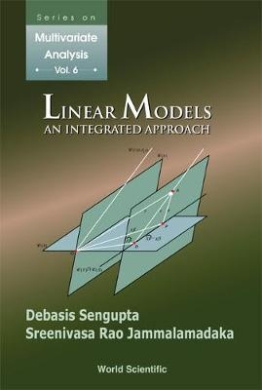 Series on
Multivariate
Analysis
Vol. 6
LINEAR MODELS
AN INTEGRATED APPROACH
Debasis Sengupta
Sreenivasa Rao Jammalamadaka
World Scientific